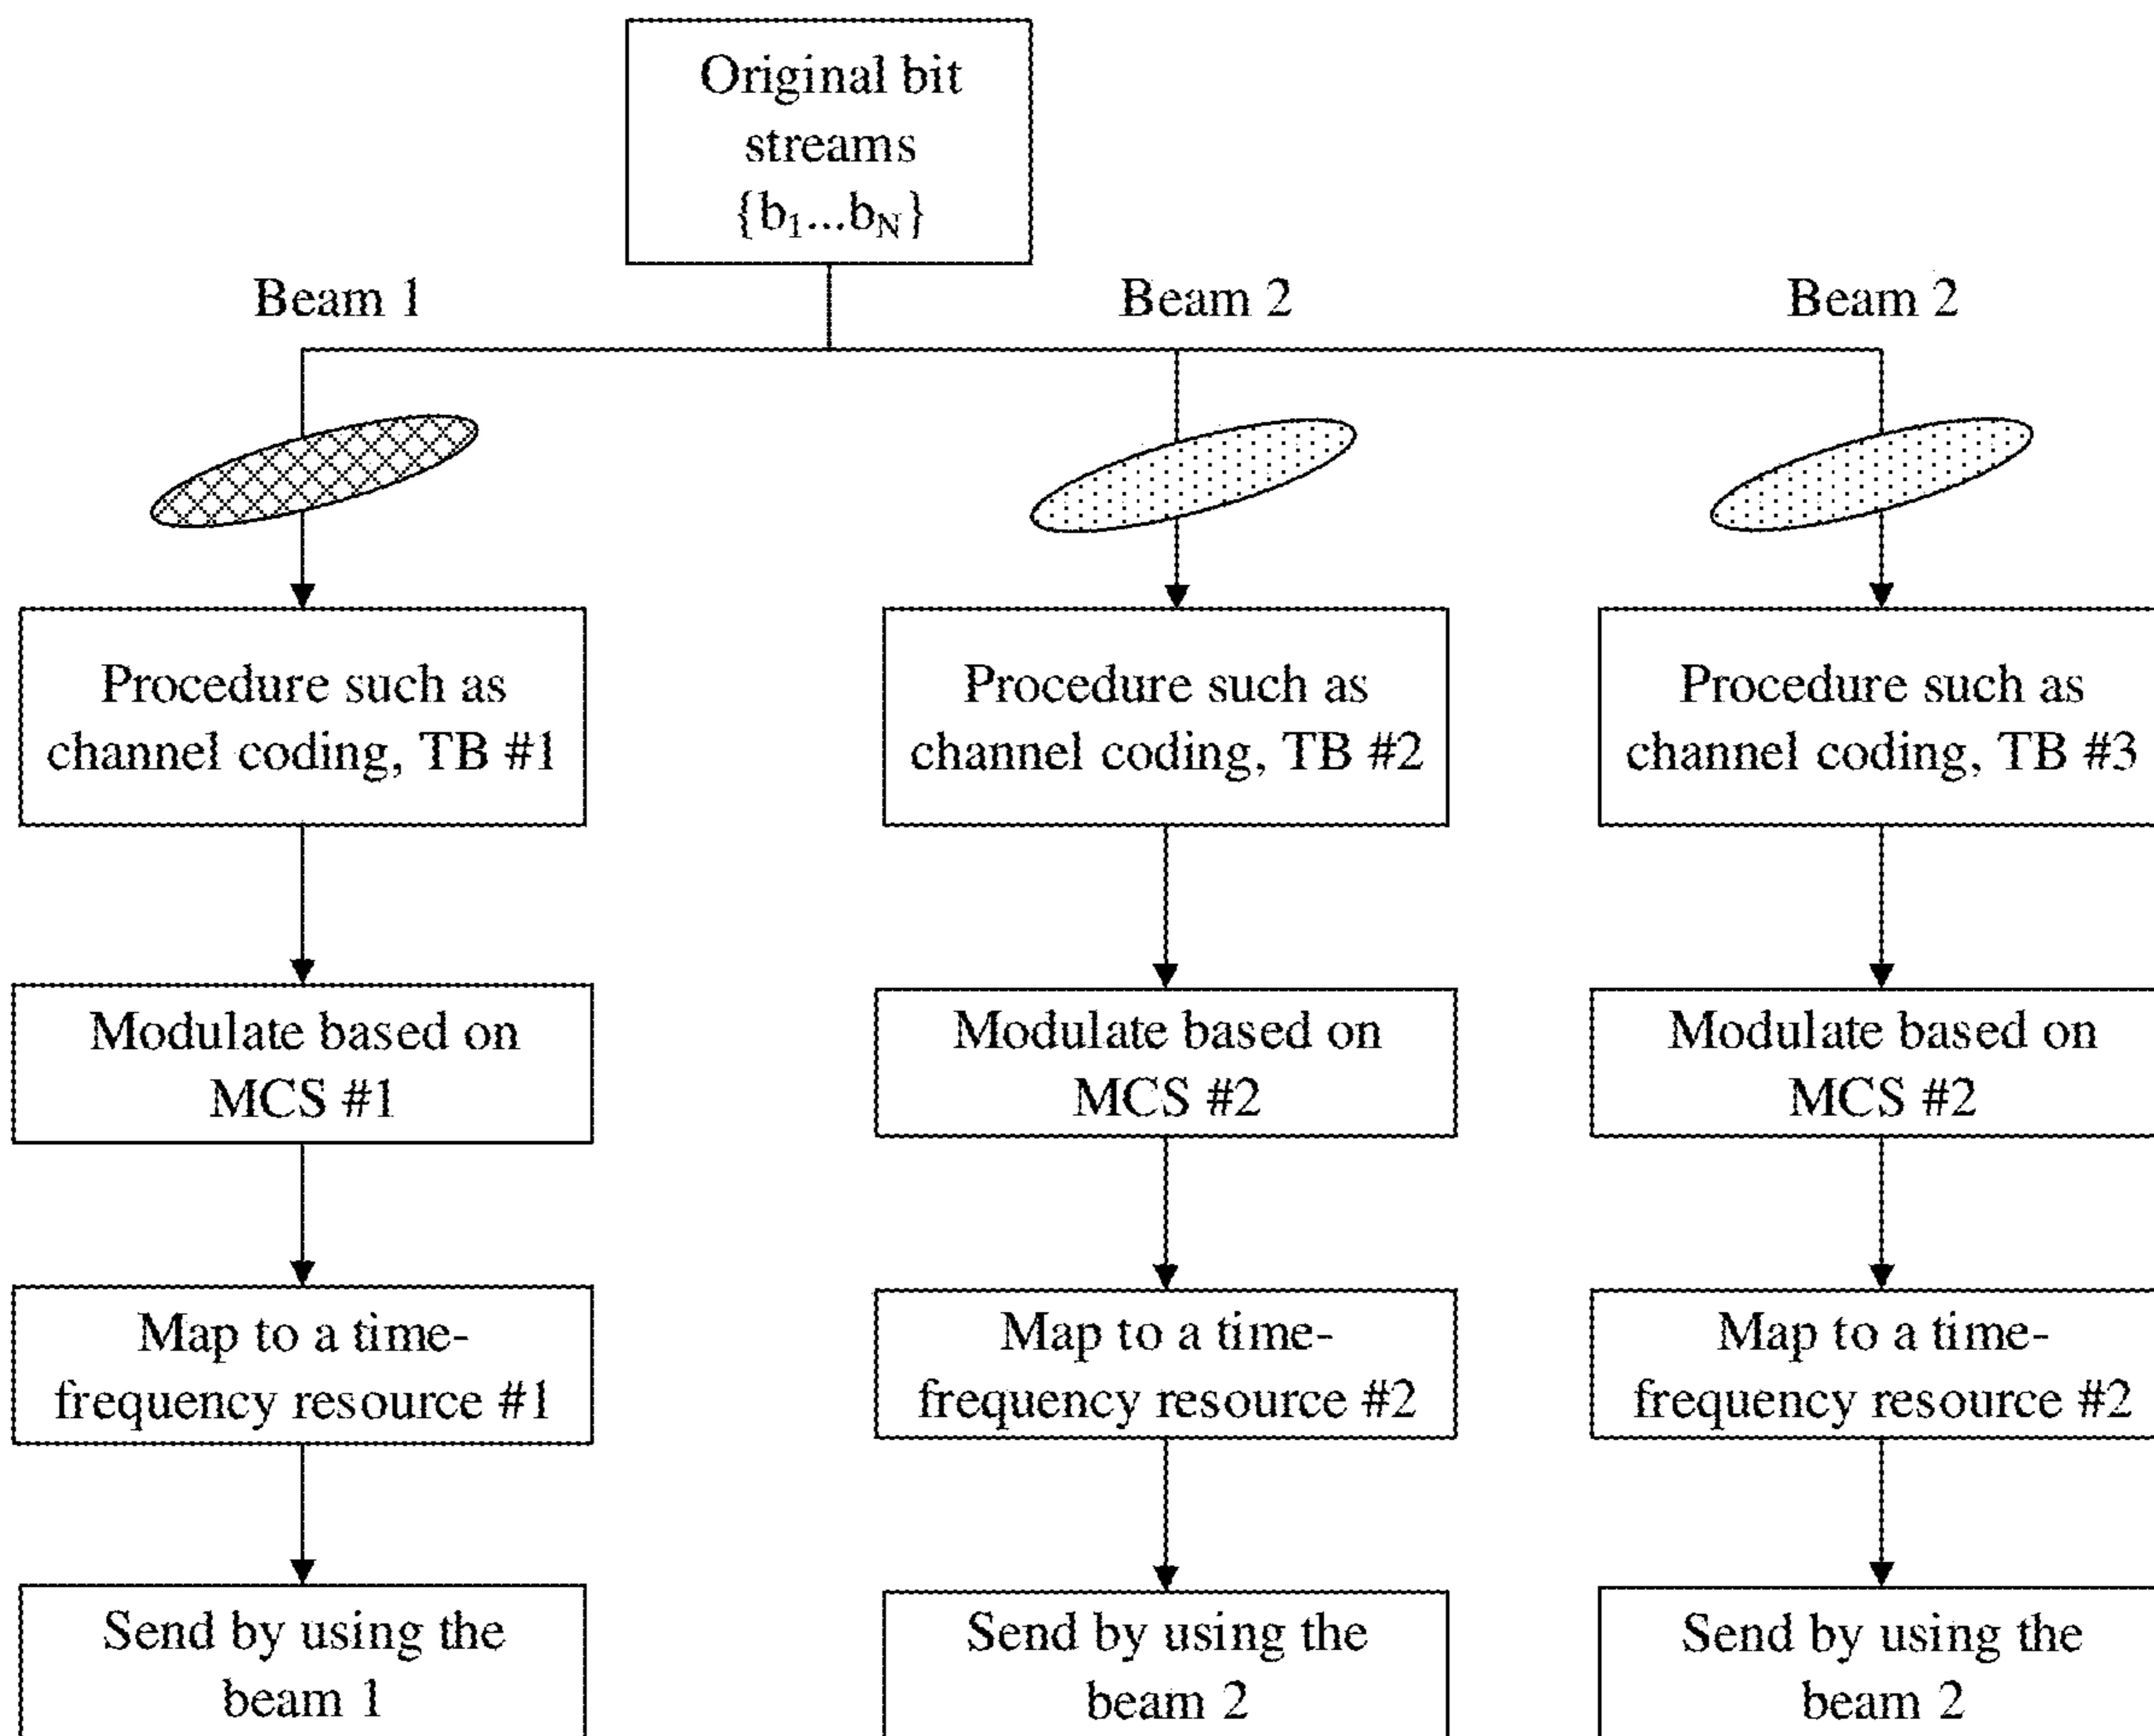 Original bit
streams
{b₁...b_N}
Beam 1
Beam 2
Beam 2
Procedure such as
channel coding, TB #1
Procedure such as
channel coding, TB #2
Procedure such as
channel coding, TB #3
Modulate based on
MCS #1
Modulate based on
MCS #2
Modulate based on
MCS #2
Map to a time-
frequency resource #1
Map to a time-
frequency resource #2
Map to a time-
frequency resource #2
Send by using the
beam 1
Send by using the
beam 2
Send by using the
beam 2